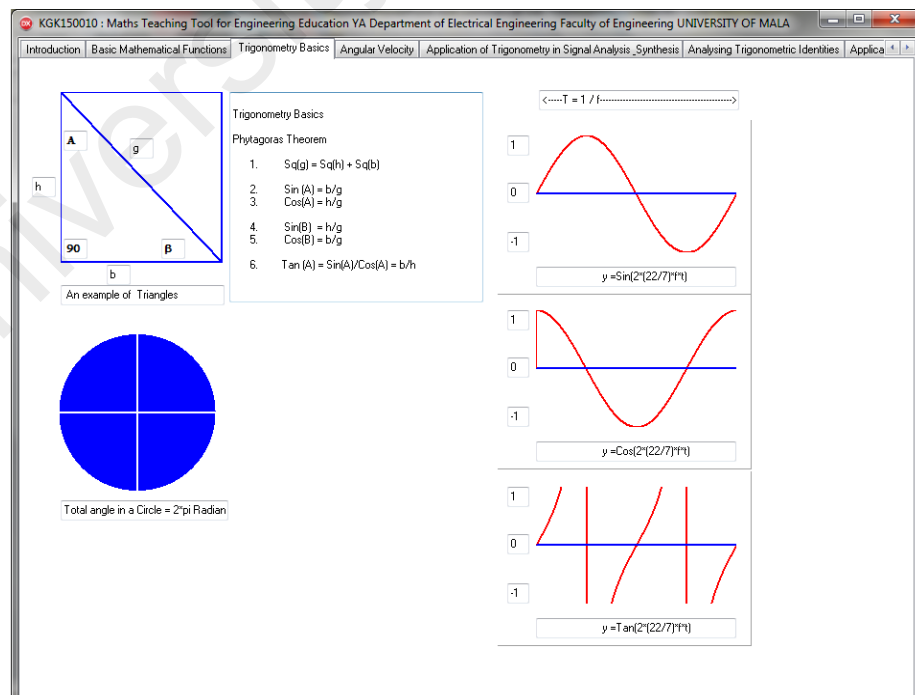 KGK150010 : Maths Teaching Tool for Engineering Education YA Department of Electrical Engineering Faculty of Engineering UNIVERSITY OF MALA
Introduction Basic Mathematical Functions Trigonometry Basics Angular Velocity Application of Trigonometry in Signal Analysis_Synthesis Analysing Trigonometric Identities Applica
A
g
h
90
β
b
An example of Triangles
Trigonometry Basics
Phytagoras Theorem
1. Sq(g) = Sq(h) + Sq(b)
2. Sin (A) = b/g
3. Cos(A) = h/g
4. Sin(B) = h/g
5. Cos(B) = b/g
6. Tan (A) = Sin(A)/Cos(A) = b/h
Total angle in a Circle = 2*pi Radian
<-----T = 1 / f-------------------------------------------->
1
0
-1
y =Sin(2*(22/7)*f*t)
1
0
-1
y =Cos(2*(22/7)*f*t)
1
0
-1
y =Tan(2*(22/7)*f*t)